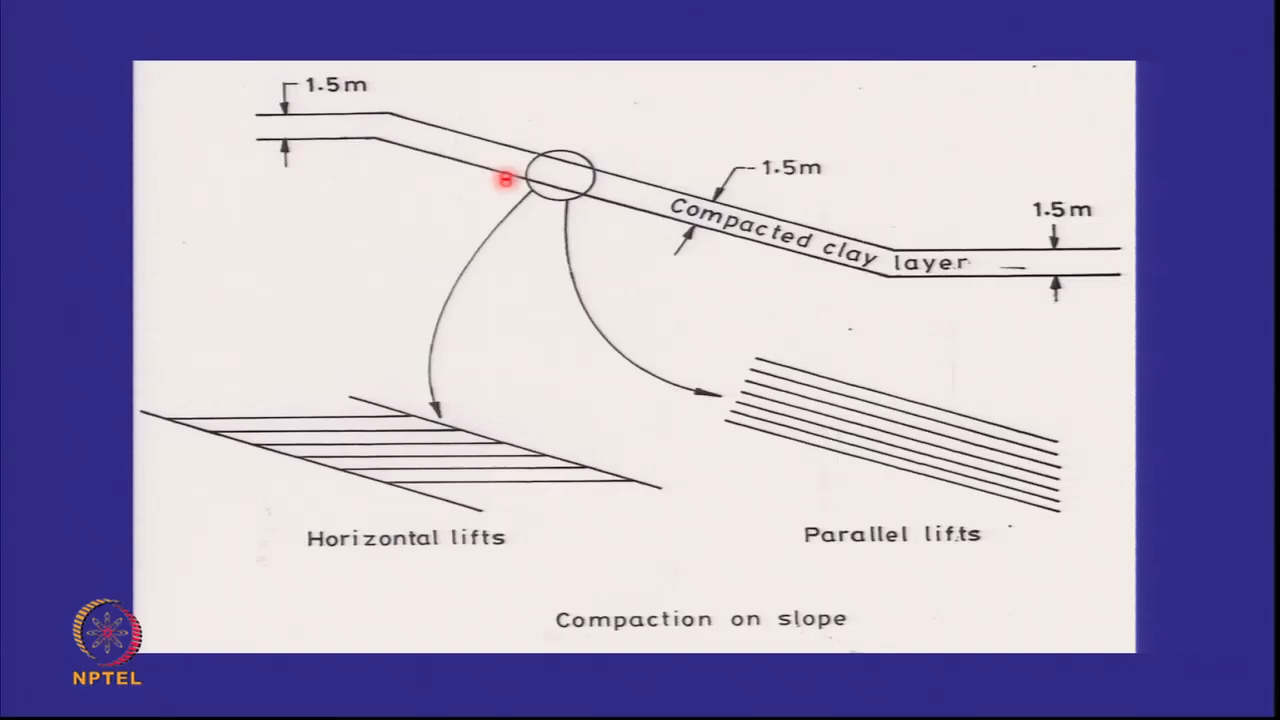 1.5m
1.5m
1.5m
Compacted clay layer
Horizontal lifts
Parallel lifts
Compaction on slope
NPTEL